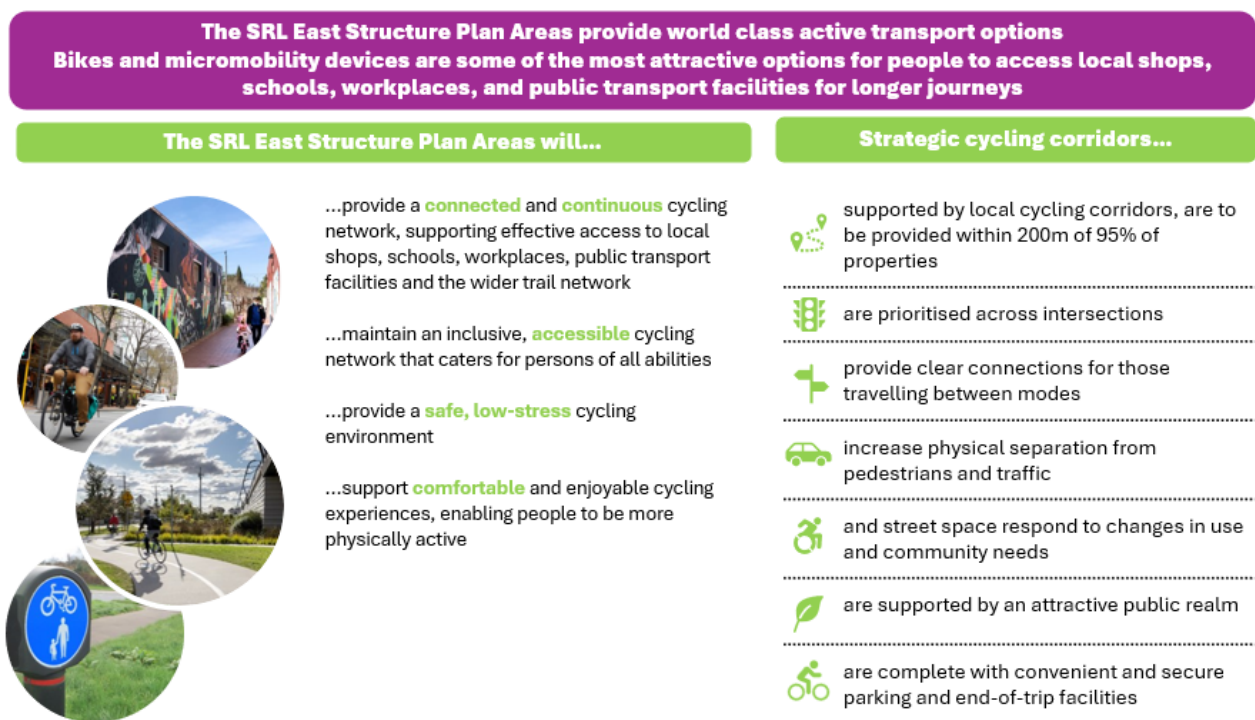 The SRL East Structure Plan Areas provide world class active transport options
Bikes and micromobility devices are some of the most attractive options for people to access local shops,
schools, workplaces, and public transport facilities for longer journeys
The SRL East Structure Plan Areas will...
...provide a connected and continuous cycling
network, supporting effective access to local
shops, schools, workplaces, public transport
facilities and the wider trail network
...maintain an inclusive, accessible cycling
network that caters for persons of all abilities
...provide a safe, low-stress cycling
environment
...support comfortable and enjoyable cycling
experiences, enabling people to be more
physically active
Strategic cycling corridors...
supported by local cycling corridors, are to
be provided within 200m of 95% of
properties
are prioritised across intersections
provide clear connections for those
travelling between modes
increase physical separation from
pedestrians and traffic
and street space respond to changes in use
and community needs
are supported by an attractive public realm
are complete with convenient and secure
parking and end-of-trip facilities